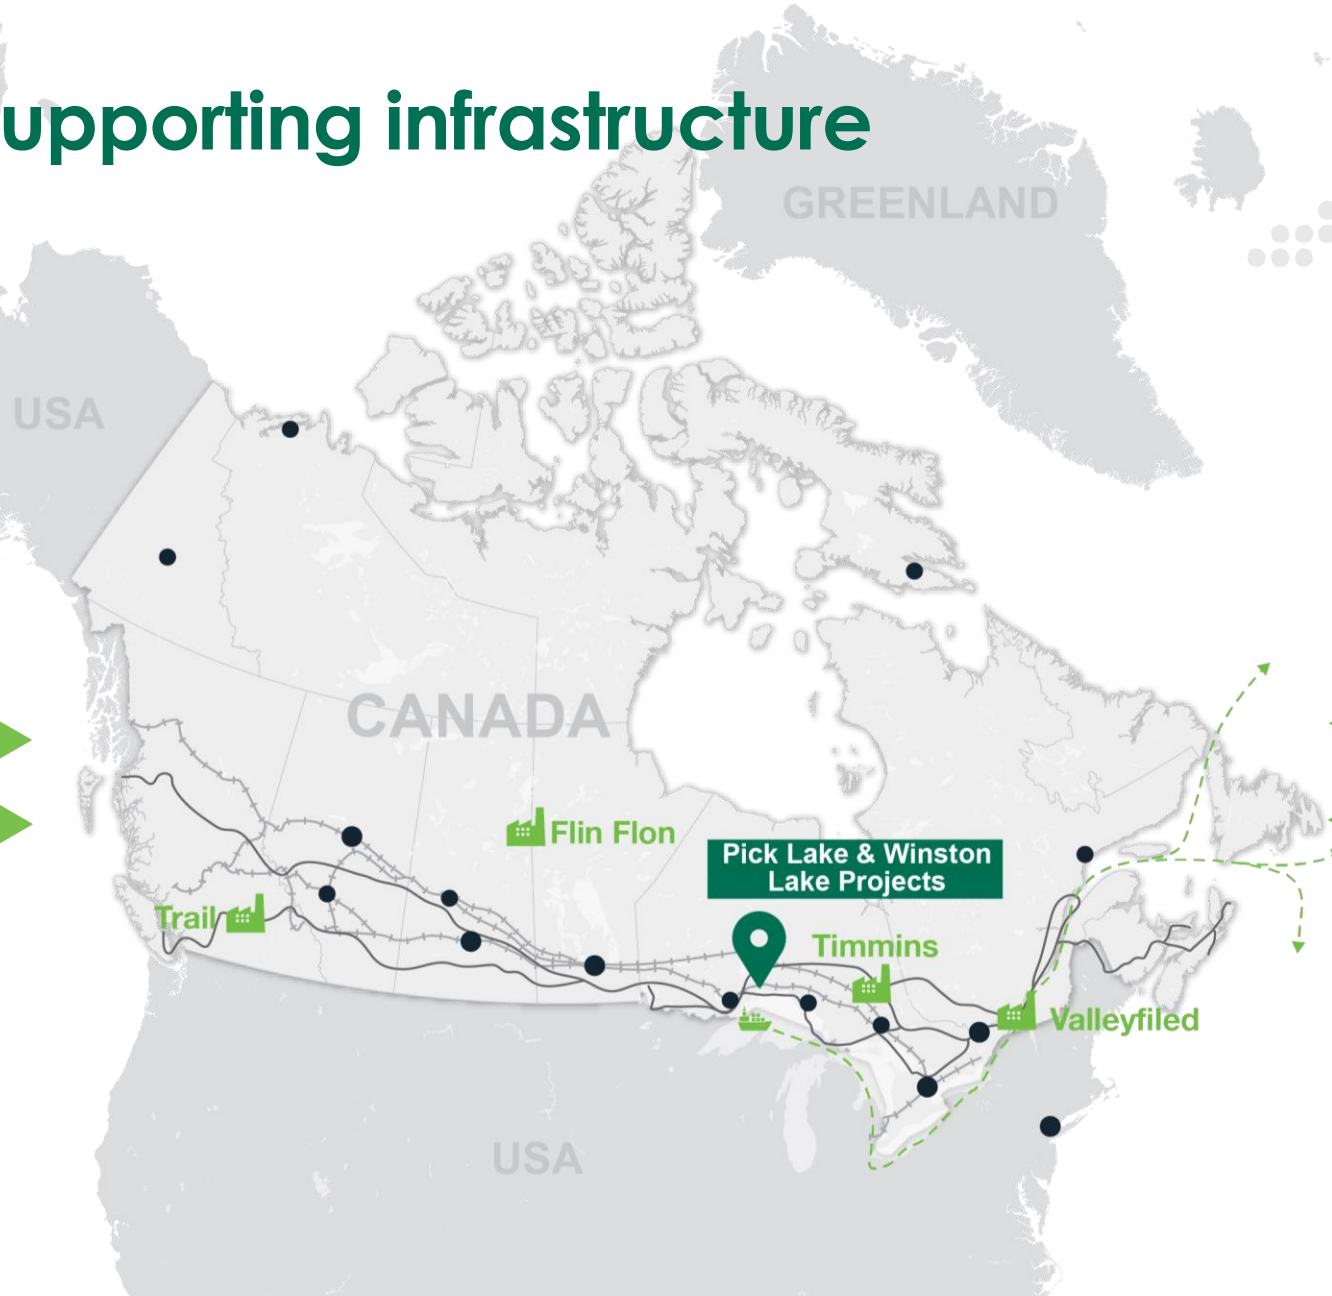 upporting infrastructure
GREENLAND
USA
CANADA
Flin Flon
Pick Lake & Winston
Lake Projects
Trail
Timmins
Valleyfiled
USA